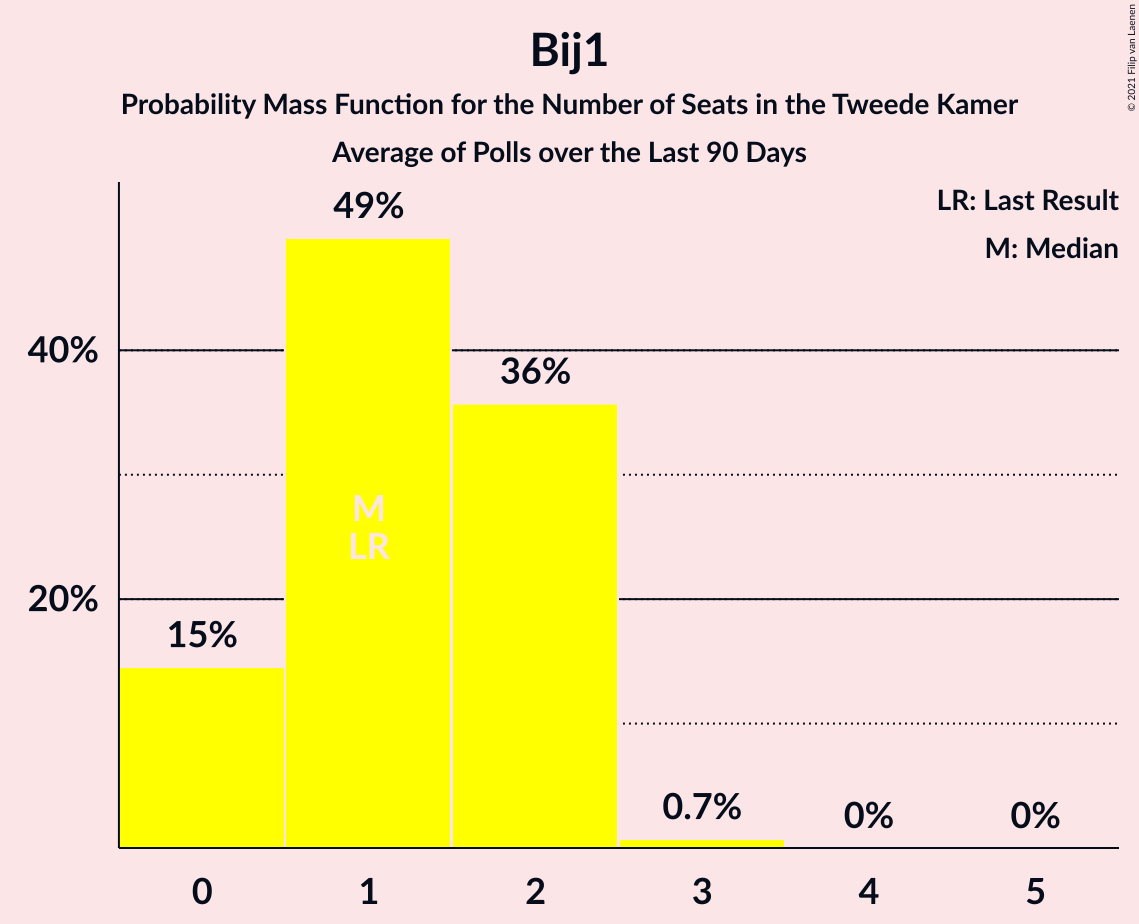 Bij1
Probability Mass Function for the Number of Seats in the Tweede Kamer
Average of Polls over the Last 90 Days
© 2021 Filip van Laenen
LR: Last Result
M: Median
49%
40%
36%
M
LR
20%
15%
0.7%
0%
0%
0
1
2
3
4
5